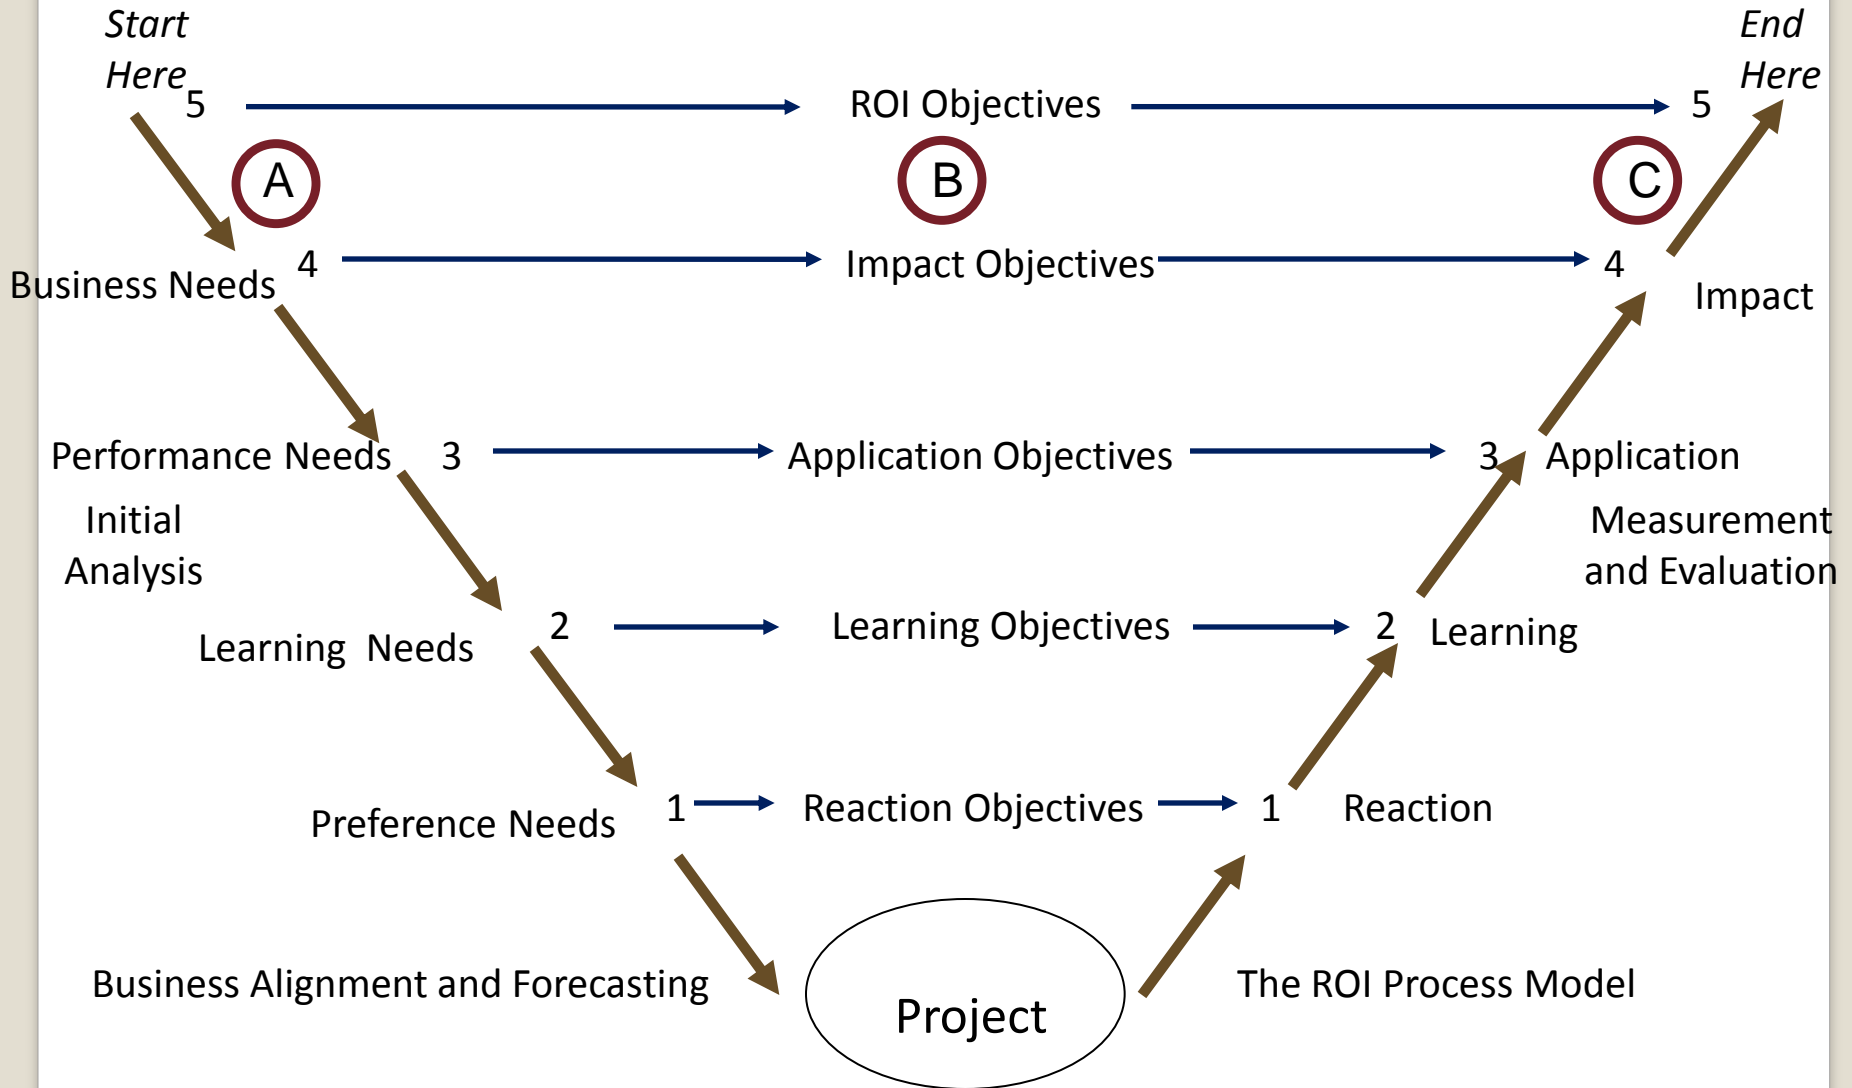 Start
Here
End
Here
5
ROI Objectives
5
A
B
C
Business Needs
4
Impact Objectives
4
Impact
Performance Needs
3
Application Objectives
3
Application
Initial
Analysis
Measurement
and Evaluation
Learning Needs
2
Learning Objectives
2
Learning
Preference Needs
1
Reaction Objectives
1
Reaction
Business Alignment and Forecasting
Project
The ROI Process Model